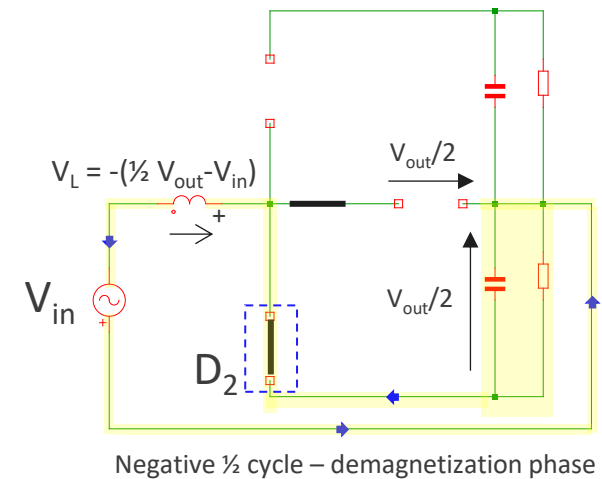 V_L = -(½ V_out-V_in)
V_out/2
+
V_in
+
V_out/2
D_2
Negative ½ cycle – demagnetization phase